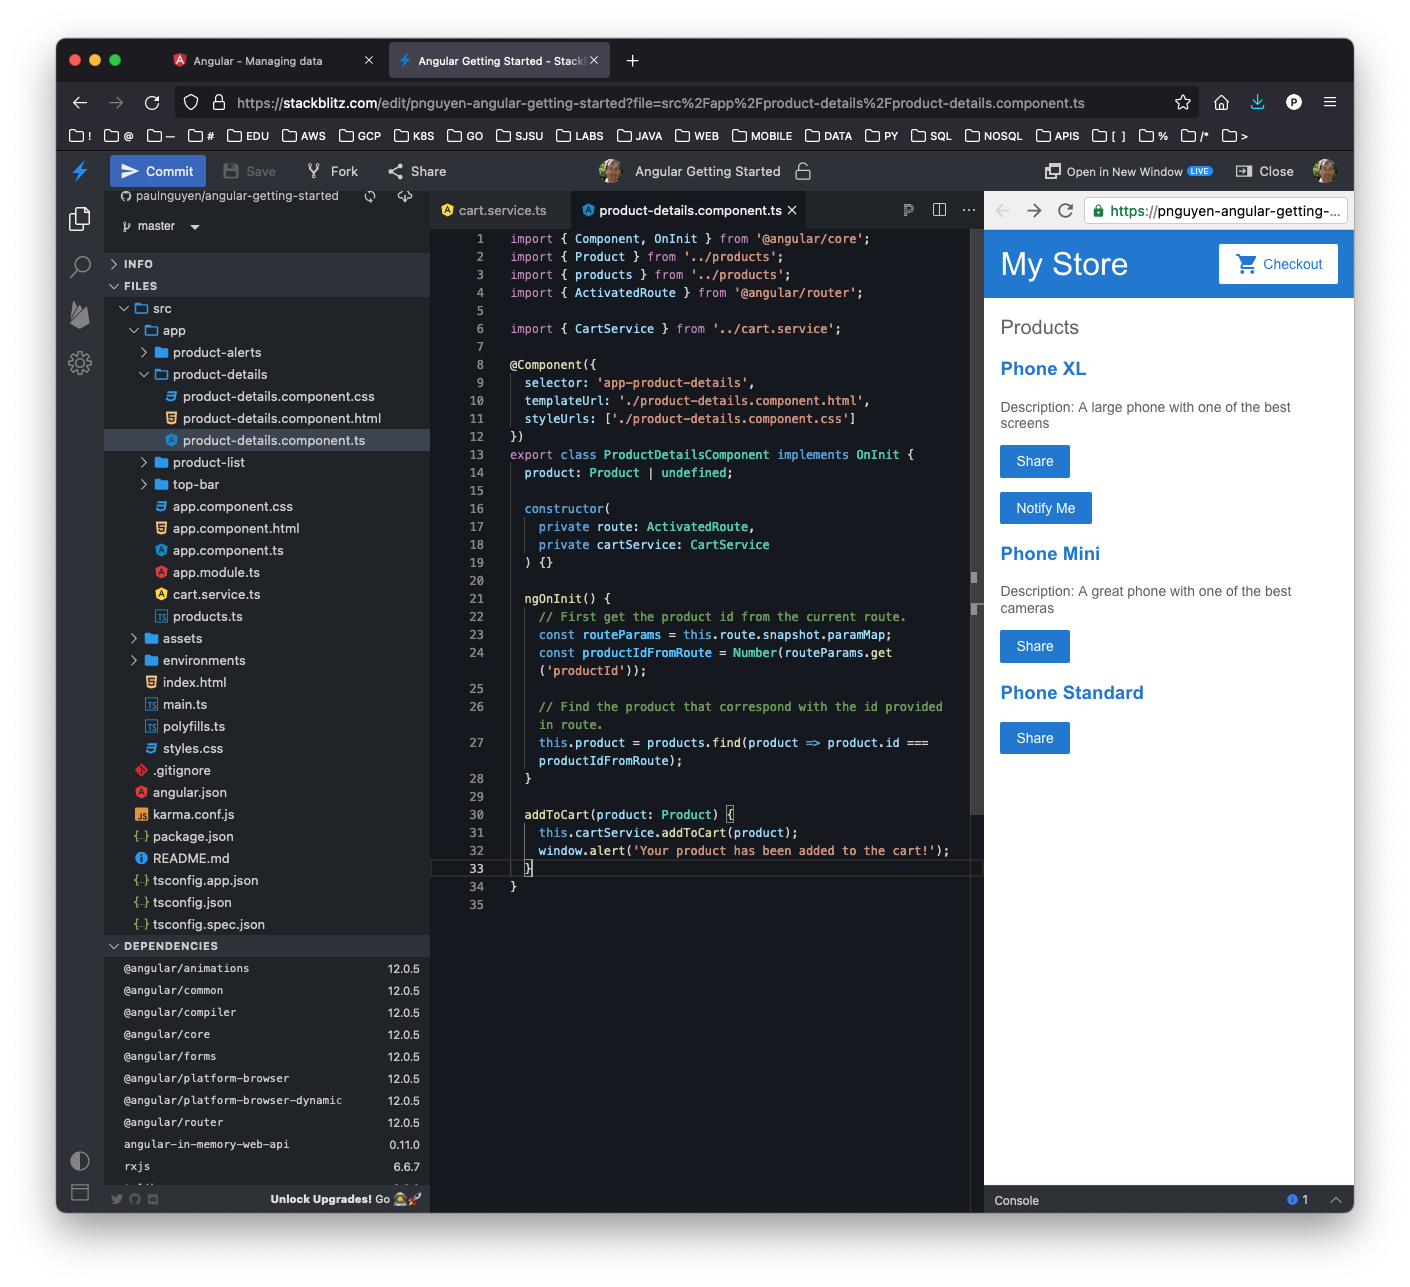 Angular - Managing data
Angular Getting Started - Stack
https://stackblitz.com/edit/pnguyen-angular-getting-started?file=src%2Fapp%2Fproduct-details%2Fproduct-details.component.ts
P
! @ — # EDU AWS GCP K8S GO SJSU LABS JAVA WEB MOBILE DATA PY SQL NOSQL APIS [ ] % /* >
Commit Save Fork Share Angular Getting Started Open in New Window LIVE Close
paulnguyen/angular-getting-started
master
INFO
FILES
src
app
product-alerts
product-details
product-details.component.css
product-details.component.html
product-details.component.ts
product-list
top-bar
app.component.css
app.component.html
app.component.ts
app.module.ts
cart.service.ts
products.ts
assets
environments
index.html
main.ts
polyfills.ts
styles.css
.gitignore
angular.json
karma.conf.js
package.json
README.md
tsconfig.app.json
tsconfig.json
tsconfig.spec.json
DEPENDENCIES
@angular/animations 12.0.5
@angular/common 12.0.5
@angular/compiler 12.0.5
@angular/core 12.0.5
@angular/forms 12.0.5
@angular/platform-browser 12.0.5
@angular/platform-browser-dynamic 12.0.5
@angular/router 12.0.5
angular-in-memory-web-api 0.11.0
rxjs 6.6.7
Unlock Upgrades! Go
cart.service.ts product-details.component.ts
1 import { Component, OnInit } from '@angular/core';
2 import { Product } from '../products';
3 import { products } from '../products';
4 import { ActivatedRoute } from '@angular/router';
5
6 import { CartService } from '../cart.service';
7
8 @Component({
9 selector: 'app-product-details',
10 templateUrl: './product-details.component.html',
11 styleUrls: ['./product-details.component.css']
12 })
13 export class ProductDetailsComponent implements OnInit {
14 product: Product | undefined;
15
16 constructor(
17 private route: ActivatedRoute,
18 private cartService: CartService
19 ) {}
20
21 ngOnInit() {
22 // First get the product id from the current route.
23 const routeParams = this.route.snapshot.paramMap;
24 const productIdFromRoute = Number(routeParams.get
('productId'));
25
26 // Find the product that correspond with the id provided
in route.
27 this.product = products.find(product => product.id ===
productIdFromRoute);
28 }
29
30 addToCart(product: Product) {
31 this.cartService.addToCart(product);
32 window.alert('Your product has been added to the cart!');
33 }
34 }
35
https://pnguyen-angular-getting-...
My Store
Checkout
Products
Phone XL
Description: A large phone with one of the best
screens
Share
Notify Me
Phone Mini
Description: A great phone with one of the best
cameras
Share
Phone Standard
Share
Console 1